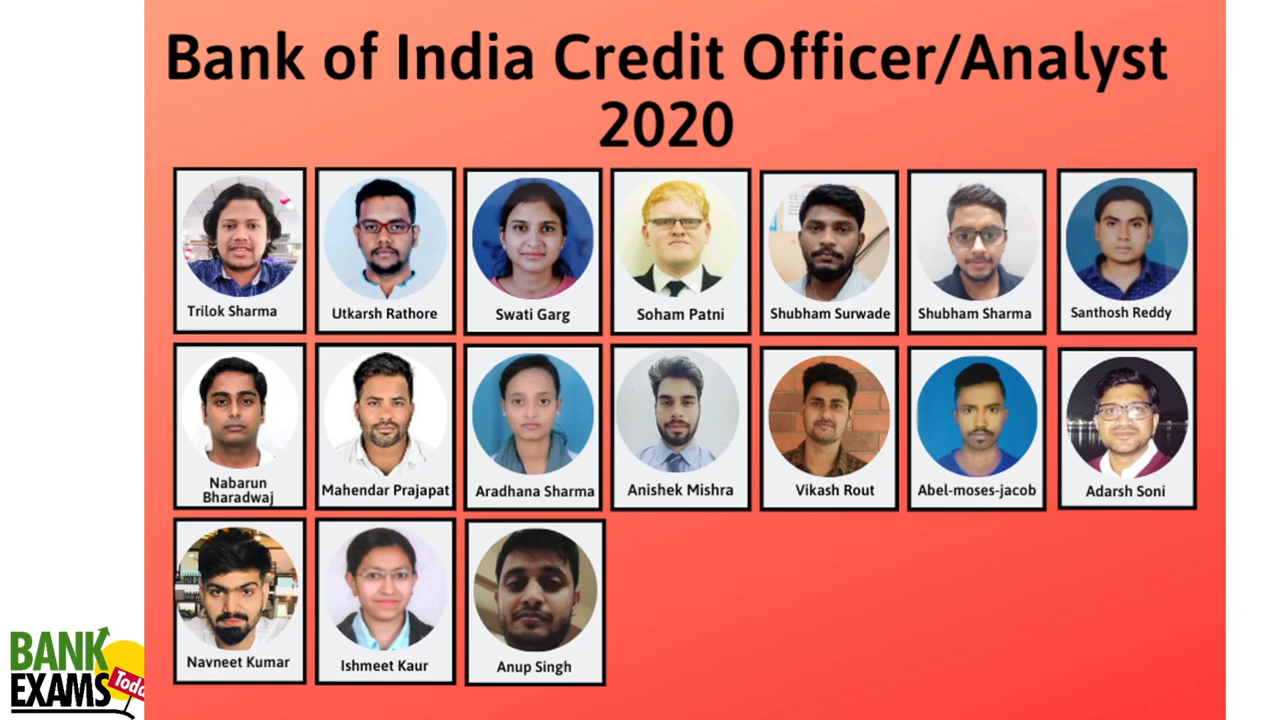 Bank of India Credit Officer/Analyst
2020
Trilok Sharma
Utkarsh Rathore
Swati Garg
Soham Patni
Shubham Surwade
Shubham Sharma
Santhosh Reddy
Nabarun
Bharadwaj
Mahendar Prajapat
Aradhana Sharma
Anishek Mishra
Vikash Rout
Abel-moses-jacob
Adarsh Soni
Navneet Kumar
Ishmeet Kaur
Anup Singh
BANK
EXAMS